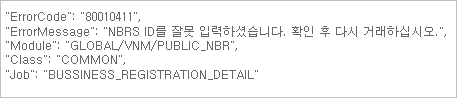 "ErrorCode": "80010411",
"ErrorMessage": "NBRS ID를 잘못 입력하셨습니다. 확인 후 다시 거래하십시오.",
"Module": "GLOBAL/VNM/PUBLIC_NBR",
"Class": "COMMON",
"Job": "BUSSINESS_REGISTRATION_DETAIL"